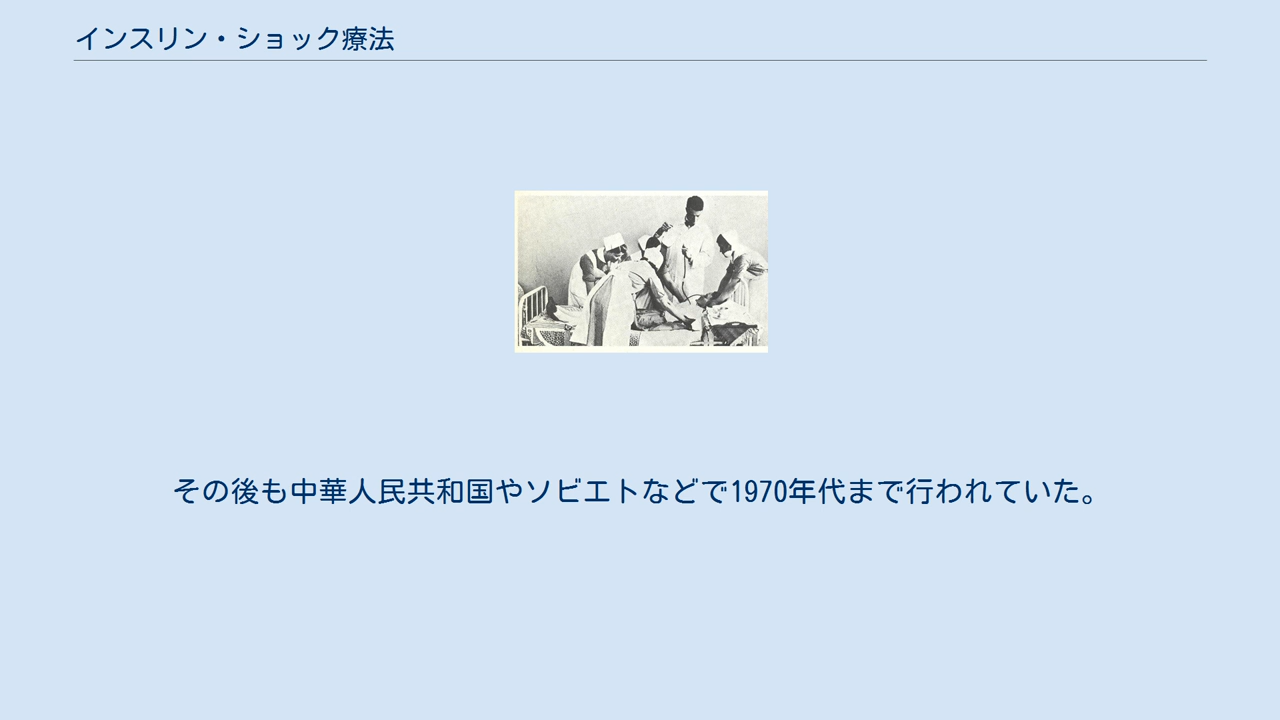 インスリン・ショック療法
その後も中華人民共和国やソビエトなどで1970年代まで行われていた。